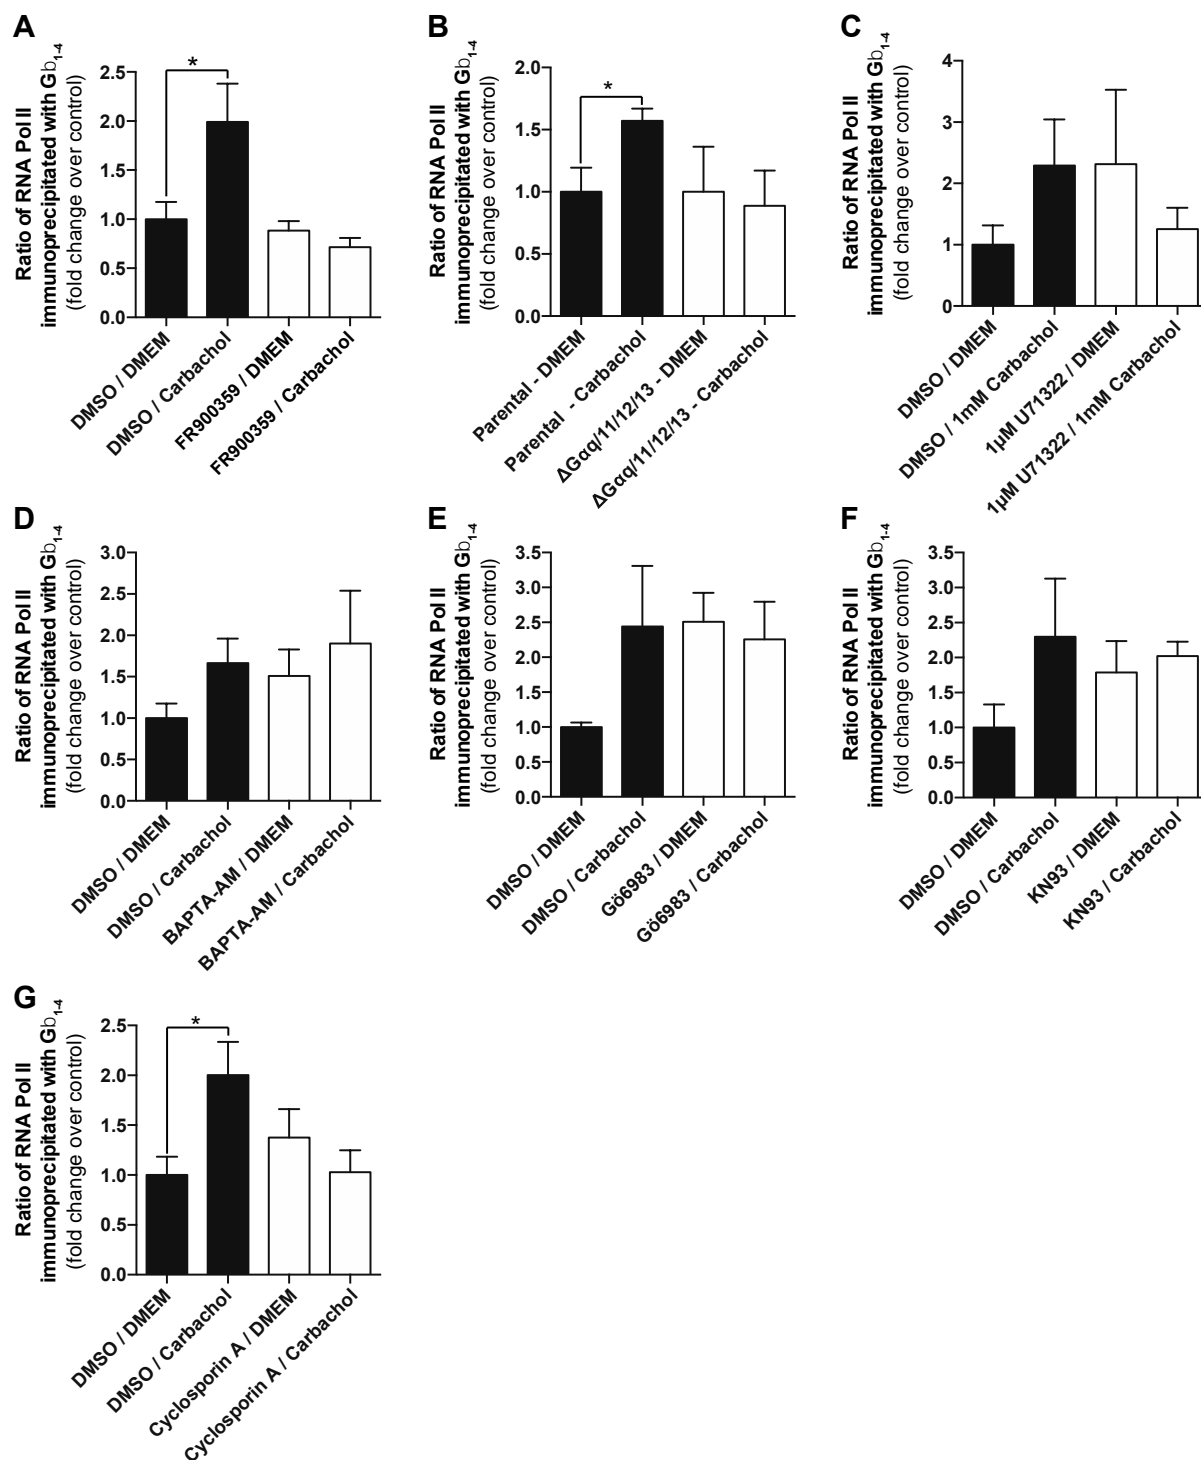 A
Ratio of RNA Pol II
immunoprecipitated with Gb1-4
(fold change over control)
2.5
2.0
1.5
1.0
0.5
0.0
*
DMSO / DMEM
DMSO / Carbachol
FR900359 / DMEM
FR900359 / Carbachol
B
Ratio of RNA Pol II
immunoprecipitated with Gb1-4
(fold change over control)
2.0
1.5
1.0
0.5
0.0
*
Parental - DMEM
Parental - Carbachol
ΔGαq/11/12/13 - DMEM
ΔGαq/11/12/13 - Carbachol
C
Ratio of RNA Pol II
immunoprecipitated with Gb1-4
(fold change over control)
4
3
2
1
0
DMSO / DMEM
DMSO / 1mM Carbachol
1µM U71322 / DMEM
1µM U71322 / 1mM Carbachol
D
Ratio of RNA Pol II
immunoprecipitated with Gb1-4
(fold change over control)
3.0
2.5
2.0
1.5
1.0
0.5
0.0
DMSO / DMEM
DMSO / Carbachol
BAPTA-AM / DMEM
BAPTA-AM / Carbachol
E
Ratio of RNA Pol II
immunoprecipitated with Gb1-4
(fold change over control)
3.5
3.0
2.5
2.0
1.5
1.0
0.5
0.0
DMSO / DMEM
DMSO / Carbachol
Gö6983 / DMEM
Gö6983 / Carbachol
F
Ratio of RNA Pol II
immunoprecipitated with Gb1-4
(fold change over control)
3.5
3.0
2.5
2.0
1.5
1.0
0.5
0.0
DMSO / DMEM
DMSO / Carbachol
KN93 / DMEM
KN93 / Carbachol
G
Ratio of RNA Pol II
immunoprecipitated with Gb1-4
(fold change over control)
2.5
2.0
1.5
1.0
0.5
0.0
*
DMSO / DMEM
DMSO / Carbachol
Cyclosporin A / DMEM
Cyclosporin A / Carbachol